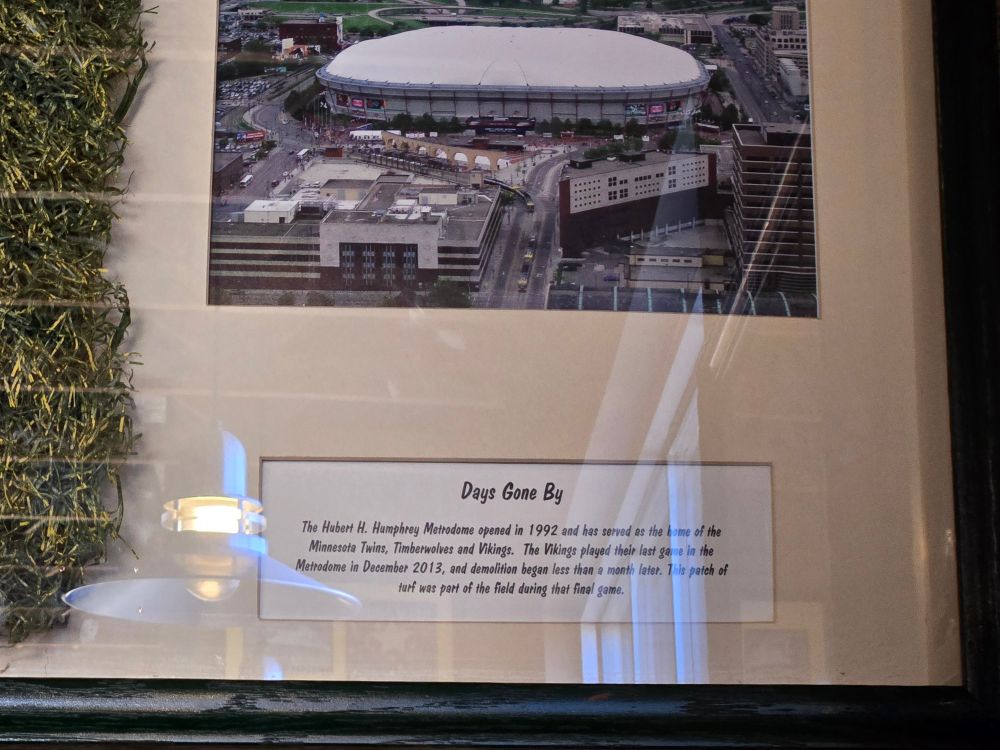 Days Gone By
The Hubert H. Humphrey Metrodome opened in 1992 and has served as the home of the
Minnesota Twins, Timberwolves and Vikings. The Vikings played their last game in the
Metrodome in December 2013, and demolition began less than a month later. This patch of
turf was part of the field during that final game.